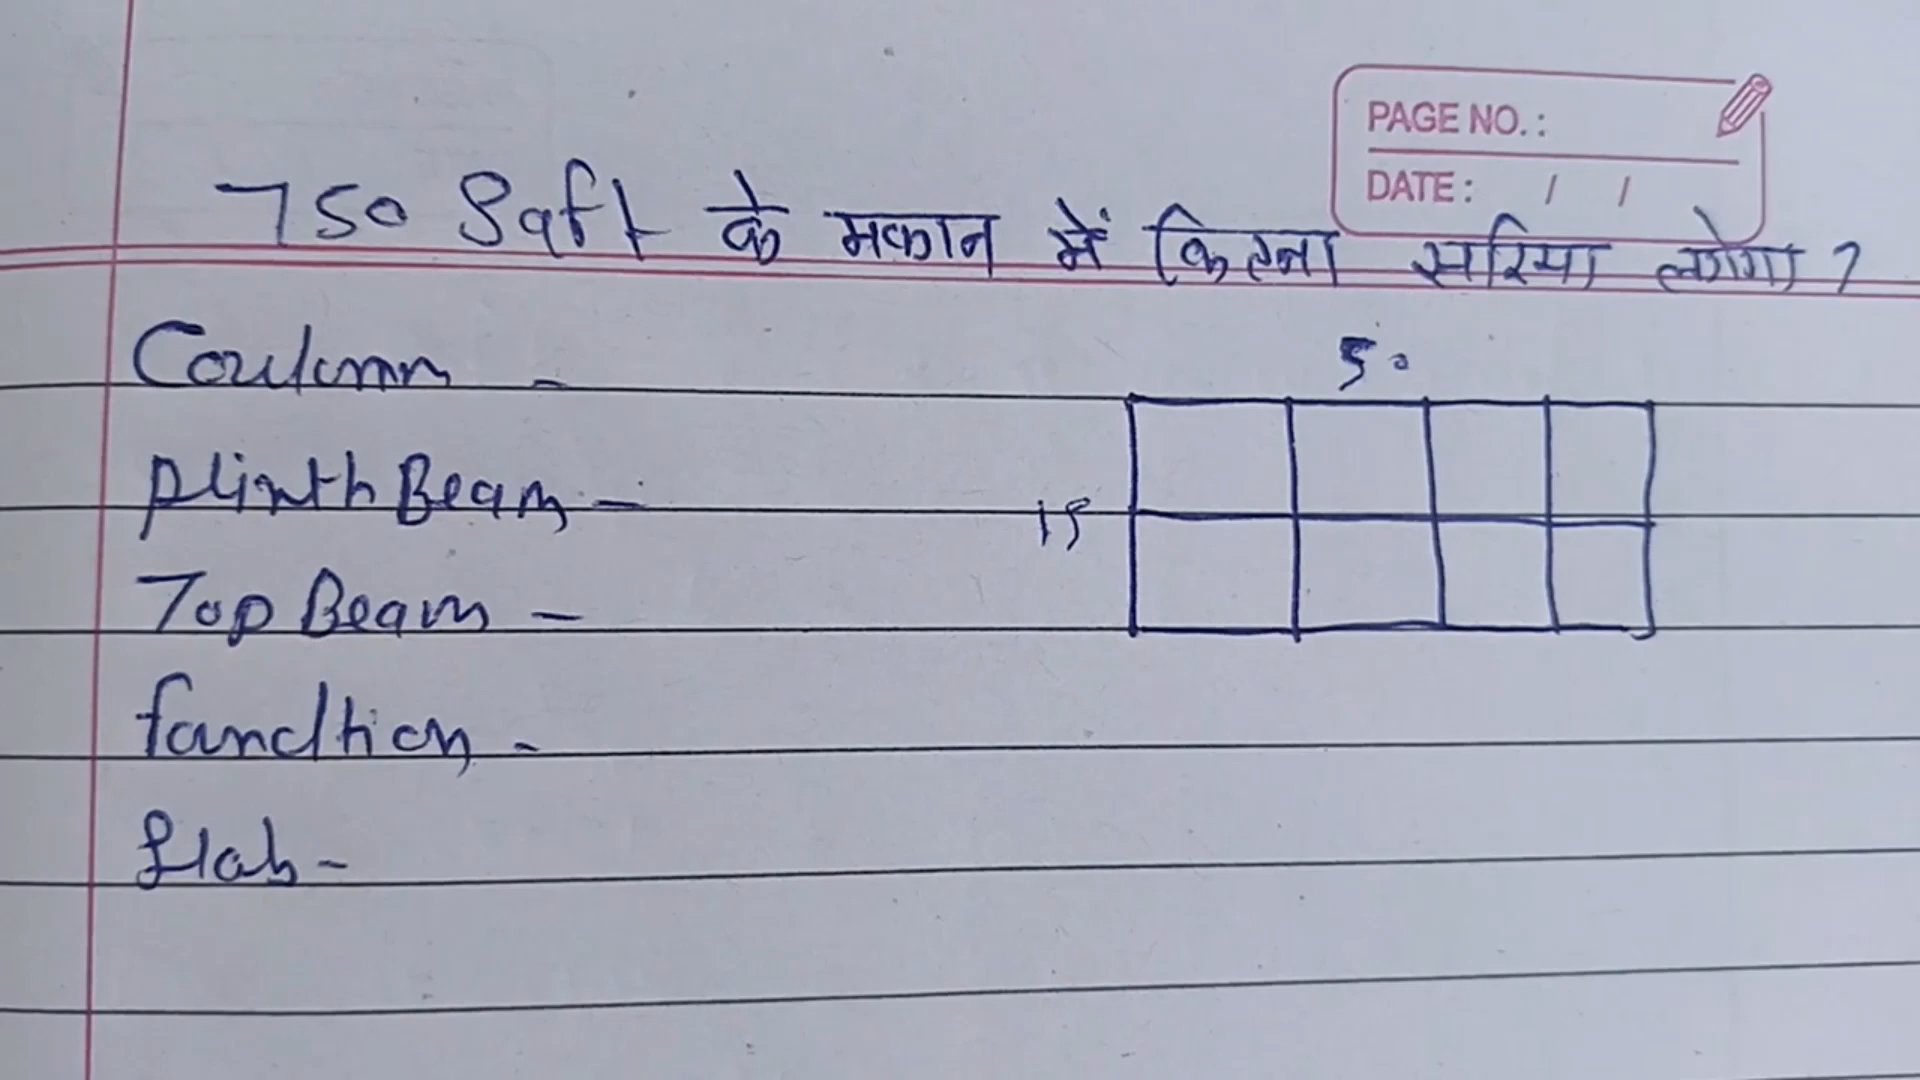 PAGE NO. :
DATE : / /
750 Sqft के मकान में कितना सरिया लगेगा ?
Coulmn -
50
plinth Beam -
15
Top Beam -
fandtion -
slab -